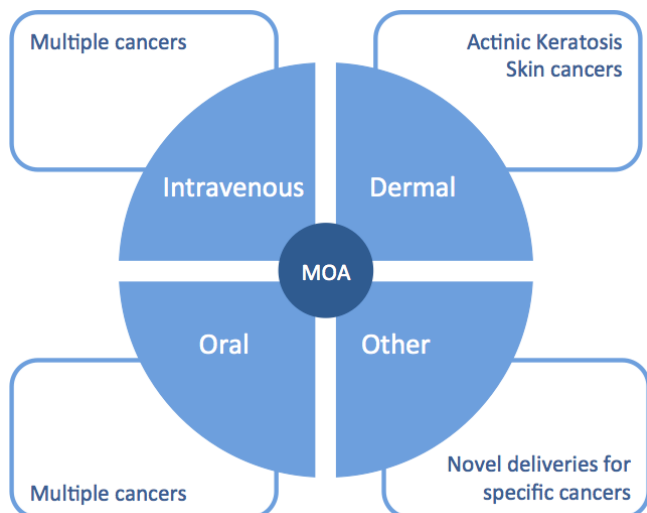 Multiple cancers
Actinic Keratosis
Skin cancers
Intravenous
Dermal
MOA
Oral
Other
Multiple cancers
Novel deliveries for
specific cancers